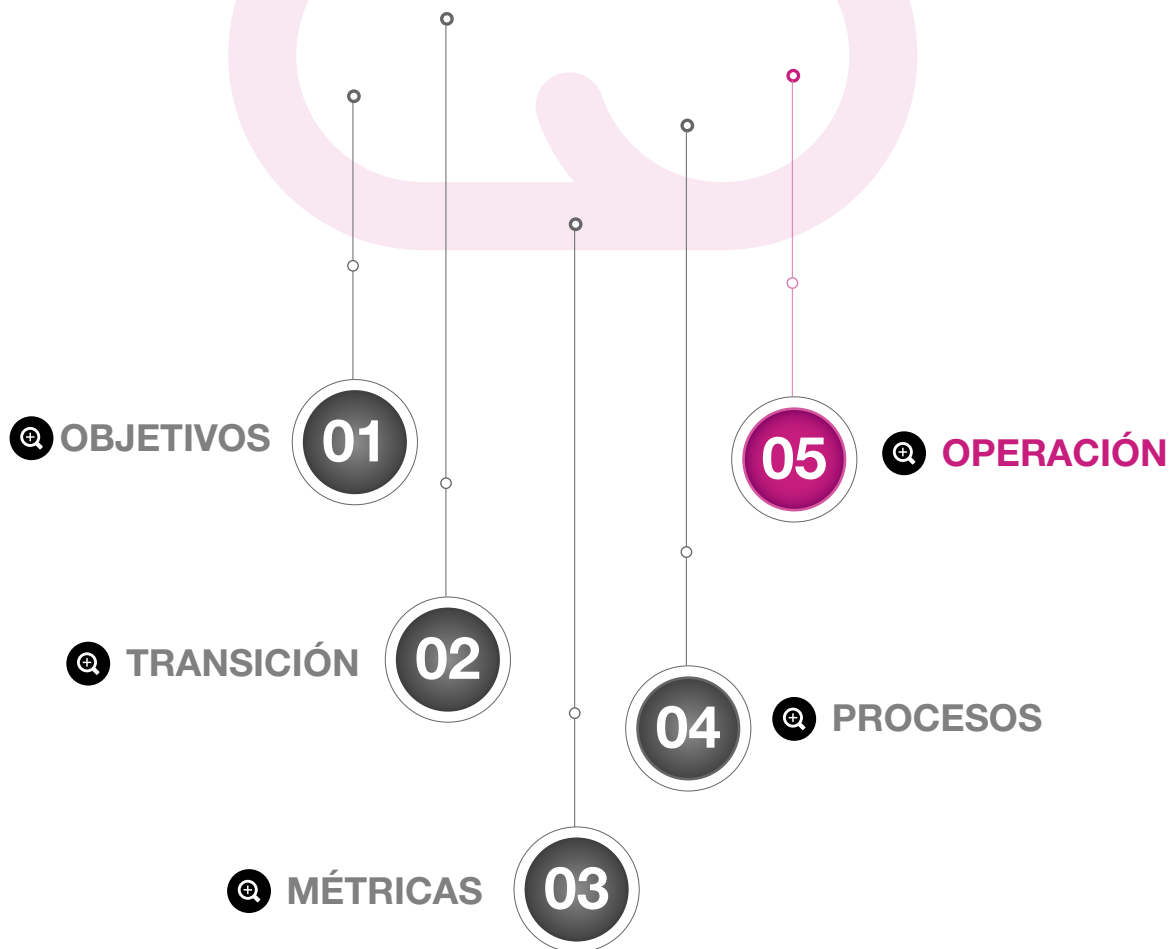 OBJETIVOS 01
05 OPERACIÓN
TRANSICIÓN 02
04 PROCESOS
MÉTRICAS 03